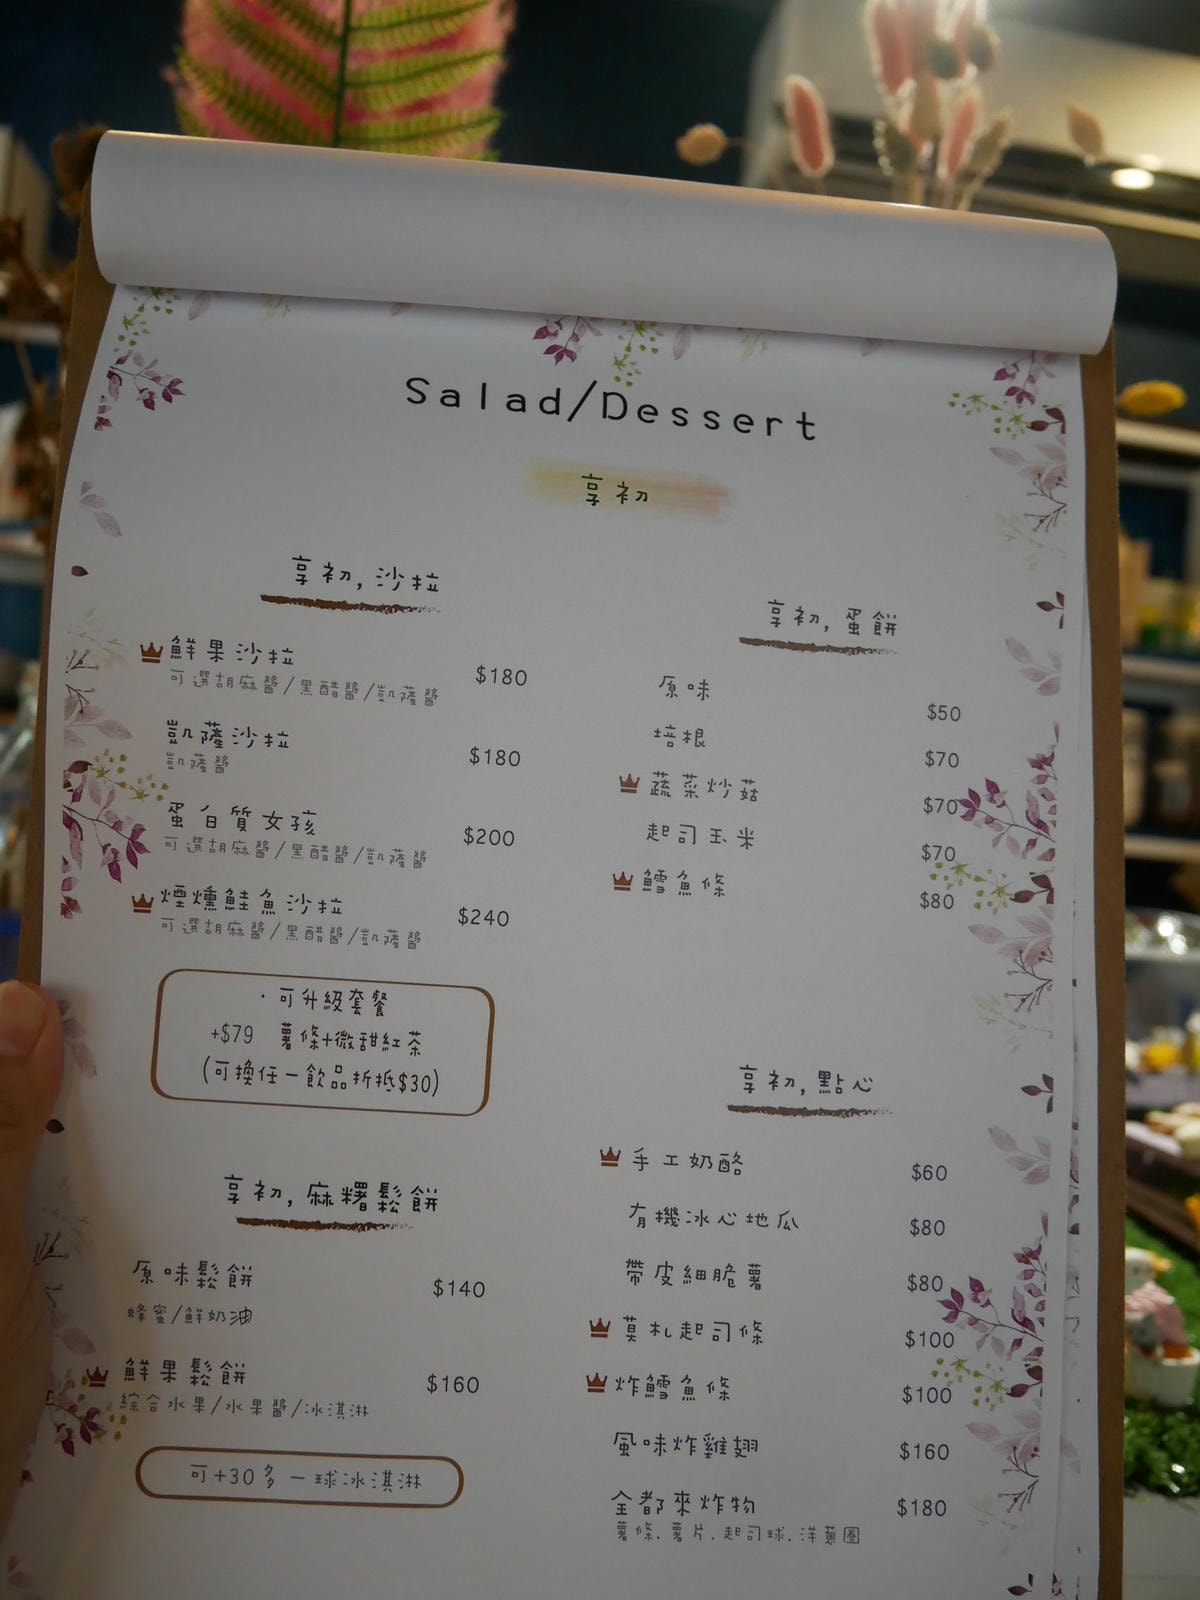 Salad/Dessert
享初
享初,沙拉
鮮果沙拉 $180
可選胡麻醬/黑醋醬/凱薩醬
凱薩沙拉 $180
凱薩醬
蛋白質女孩 $200
可選胡麻醬/黑醋醬/凱薩醬
煙燻鮭魚沙拉 $240
可選胡麻醬/黑醋醬/凱薩醬
·可升級套餐
+$79 薯條+微甜紅茶
(可換任一飲品折抵$30)
享初,麻糬鬆餅
原味鬆餅 $140
蜂蜜/鮮奶油
鮮果鬆餅 $160
綜合水果/水果醬/冰淇淋
可+30多一球冰淇淋
享初,蛋餅
原味 $50
培根 $70
蔬菜炒菇 $70
起司玉米 $70
鱈魚條 $80
享初,點心
手工奶酪 $60
有機冰心地瓜 $80
帶皮細脆薯 $80
莫札起司條 $100
炸鱈魚條 $100
風味炸雞翅 $160
全都來炸物 $180
薯條.薯片.起司球.洋蔥圈